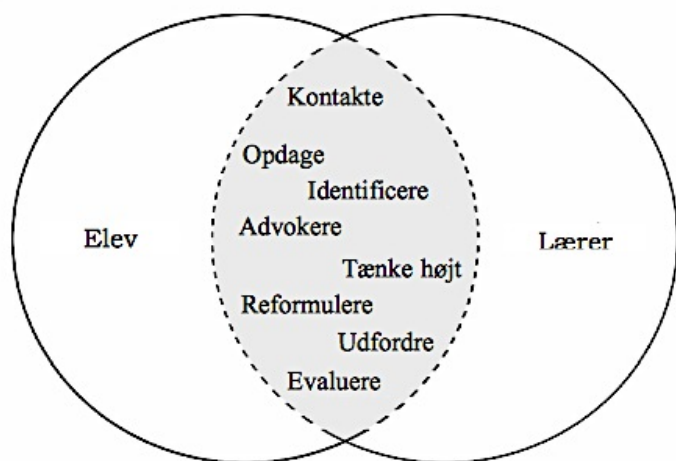 Kontakte
Opdage
Identificere
Advokere
Elev
Lærer
Tænke højt
Reformulere
Udfordre
Evaluere